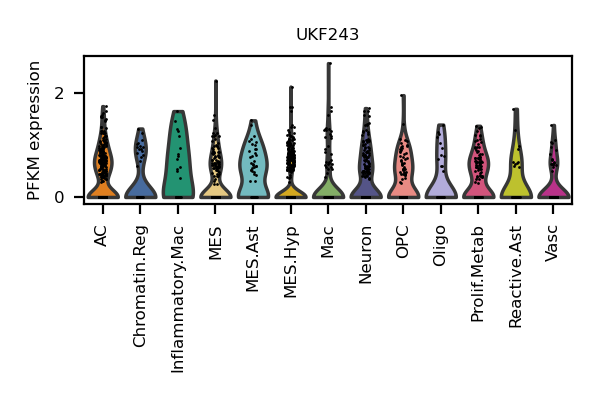 UKF243
PFKM expression
2
0
AC
Chromatin.Reg
Inflammatory.Mac
MES
MES.Ast
MES.Hyp
Mac
Neuron
OPC
Oligo
Prolif.Metab
Reactive.Ast
Vasc